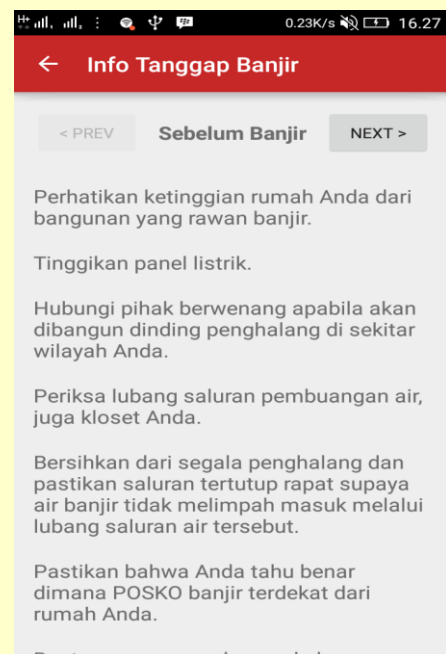 0.23K/s 16.27
Info Tanggap Banjir
< PREV Sebelum Banjir NEXT >
Perhatikan ketinggian rumah Anda dari
bangunan yang rawan banjir.
Tinggikan panel listrik.
Hubungi pihak berwenang apabila akan
dibangun dinding penghalang di sekitar
wilayah Anda.
Periksa lubang saluran pembuangan air,
juga kloset Anda.
Bersihkan dari segala penghalang dan
pastikan saluran tertutup rapat supaya
air banjir tidak melimpah masuk melalui
lubang saluran air tersebut.
Pastikan bahwa Anda tahu benar
dimana POSKO banjir terdekat dari
rumah Anda.